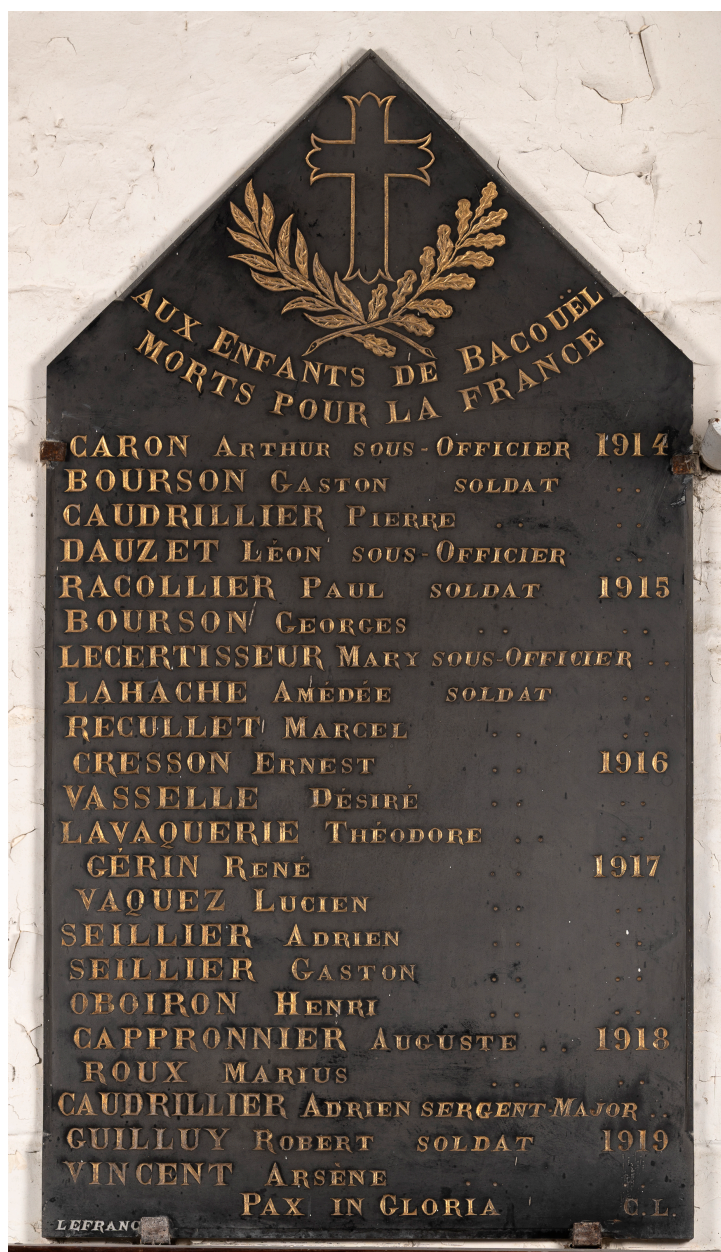 AUX ENFANTS DE BACOUËL
MORTS POUR LA FRANCE
CARON ARTHUR SOUS-OFFICIER 1914
BOURSON GASTON SOLDAT ..
CAUDRILLIER PIERRE .. ..
DAUZET LÉON SOUS-OFFICIER ..
RACOLLIER PAUL SOLDAT 1915
BOURSON GEORGES .. ..
LECERTISSEUR MARY SOUS-OFFICIER ..
LAHACHE AMÉDÉE SOLDAT ..
RECULLET MARCEL .. ..
CRESSON ERNEST .. 1916
VASSELLE DÉSIRÉ .. ..
LAVAQUERIE THÉODORE .. ..
GÉRIN RENÉ .. 1917
VAQUEZ LUCIEN .. ..
SEILLIER ADRIEN .. ..
SEILLIER GASTON .. ..
OBOIRON HENRI .. ..
CAPPRONNIER AUGUSTE .. 1918
ROUX MARIUS .. ..
CAUDRILLIER ADRIEN SERGENT-MAJOR ..
GUILLUY ROBERT SOLDAT 1919
VINCENT ARSÈNE .. ..
PAX IN GLORIA C.L.
LEFRANC